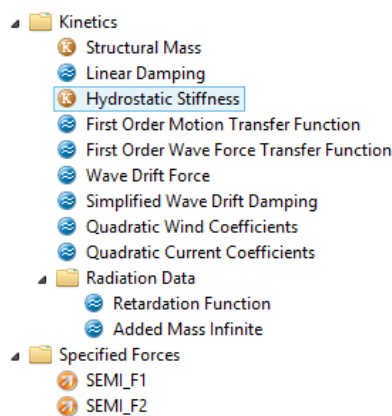 Kinetics
Structural Mass
Linear Damping
Hydrostatic Stiffness
First Order Motion Transfer Function
First Order Wave Force Transfer Function
Wave Drift Force
Simplified Wave Drift Damping
Quadratic Wind Coefficients
Quadratic Current Coefficients
Radiation Data
Retardation Function
Added Mass Infinite
Specified Forces
SEMI_F1
SEMI_F2